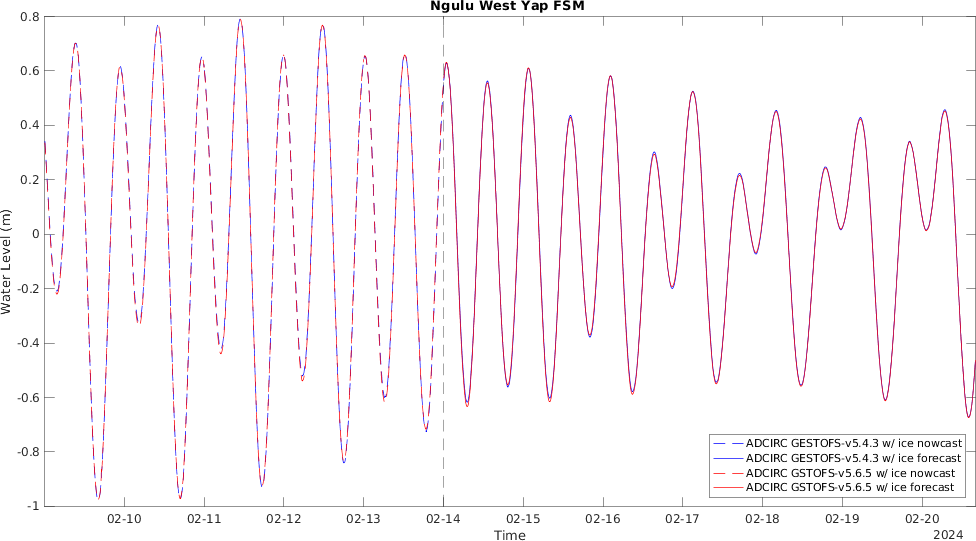 Ngulu West Yap FSM
0.8
0.6
0.4
0.2
0
-0.2
-0.4
-0.6
-0.8
-1
Water Level (m)
ADCIRC GESTOFS-v5.4.3 w/ ice nowcast
ADCIRC GESTOFS-v5.4.3 w/ ice forecast
ADCIRC GSTOFS-v5.6.5 w/ ice nowcast
ADCIRC GSTOFS-v5.6.5 w/ ice forecast
02-10 02-11 02-12 02-13 02-14 02-15 02-16 02-17 02-18 02-19 02-20
Time
2024